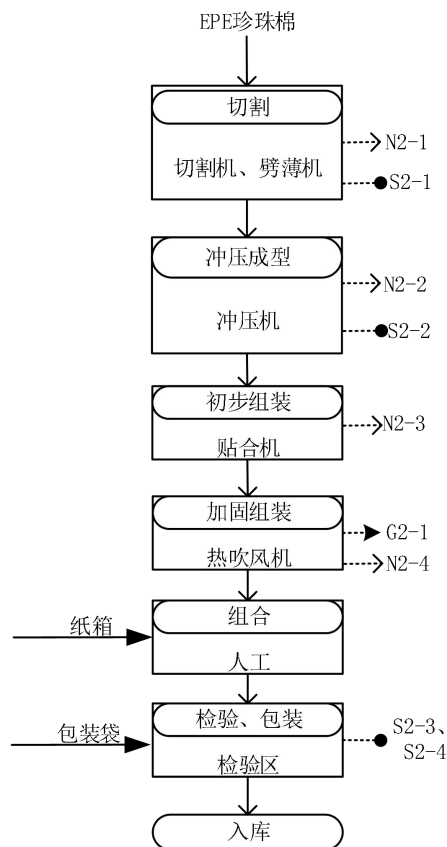 EPE珍珠棉
切割
N2-1
切割机、劈薄机
S2-1
冲压成型
N2-2
冲压机
S2-2
初步组装
N2-3
贴合机
加固组装
G2-1
热吹风机
N2-4
纸箱
组合
人工
包装袋
检验、包装
S2-3、
S2-4
检验区
入库